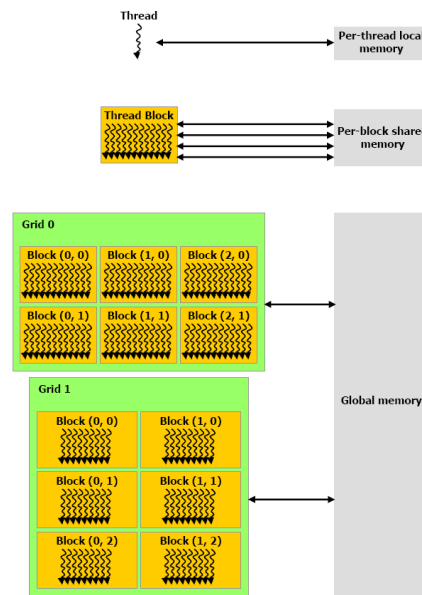 Thread
Per-thread local
memory
Thread Block
Per-block shared
memory
Grid 0
Block (0, 0) Block (1, 0) Block (2, 0)
Block (0, 1) Block (1, 1) Block (2, 1)
Grid 1
Block (0, 0) Block (1, 0)
Global memory
Block (0, 1) Block (1, 1)
Block (0, 2) Block (1, 2)